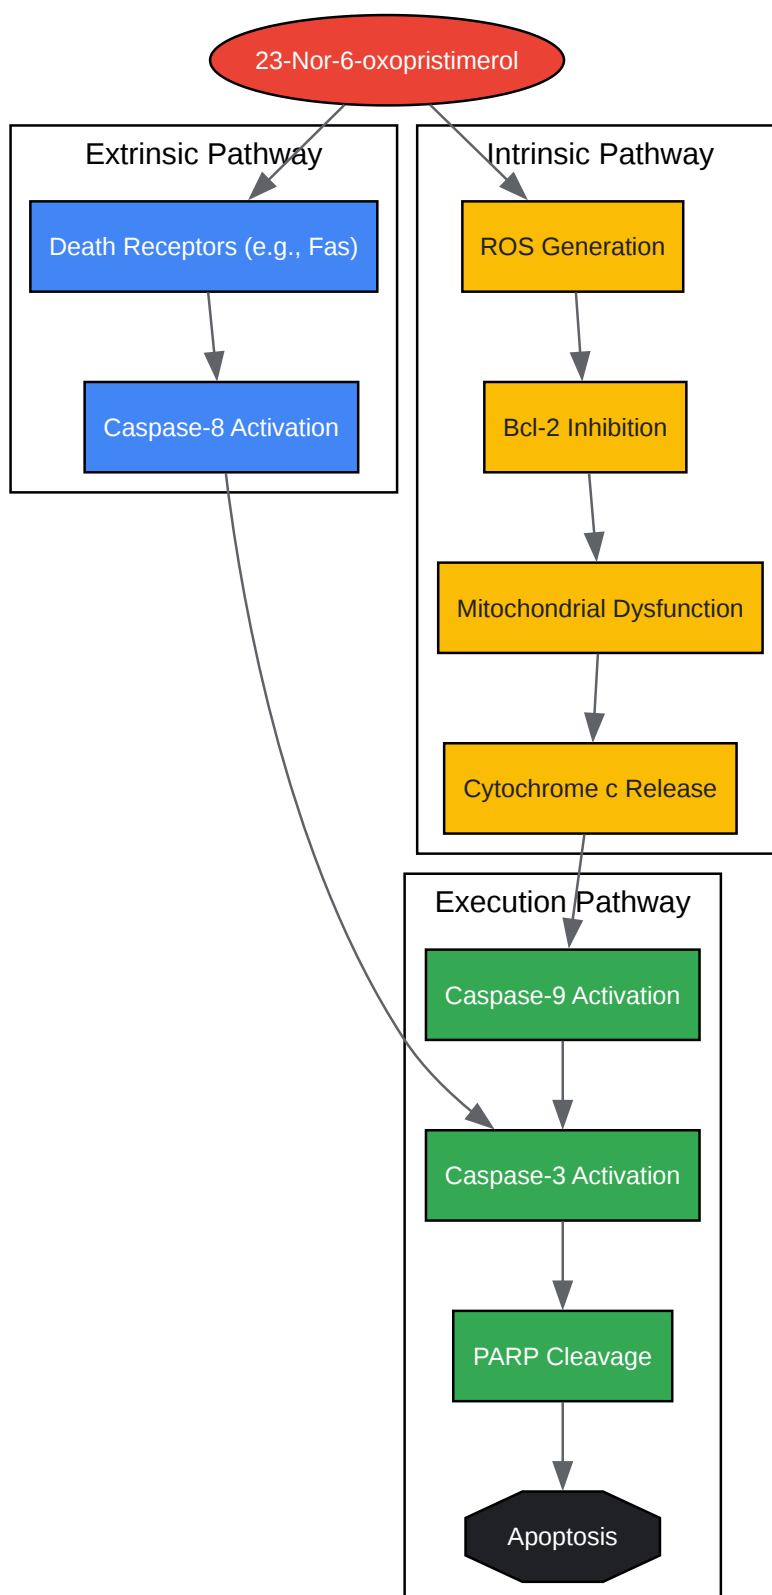 23-Nor-6-oxopristimerol
Extrinsic Pathway
Death Receptors (e.g., Fas)
Caspase-8 Activation
Intrinsic Pathway
ROS Generation
Bcl-2 Inhibition
Mitochondrial Dysfunction
Cytochrome c Release
Execution Pathway
Caspase-9 Activation
Caspase-3 Activation
PARP Cleavage
Apoptosis